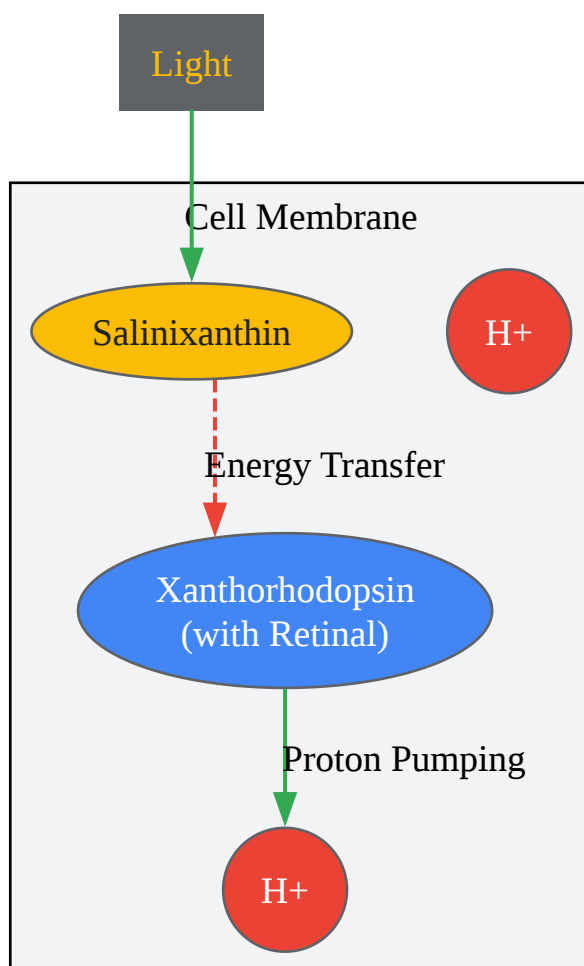 Light
Cell Membrane
Salinixanthin
H+
Energy Transfer
Xanthorhodopsin
(with Retinal)
Proton Pumping
H+